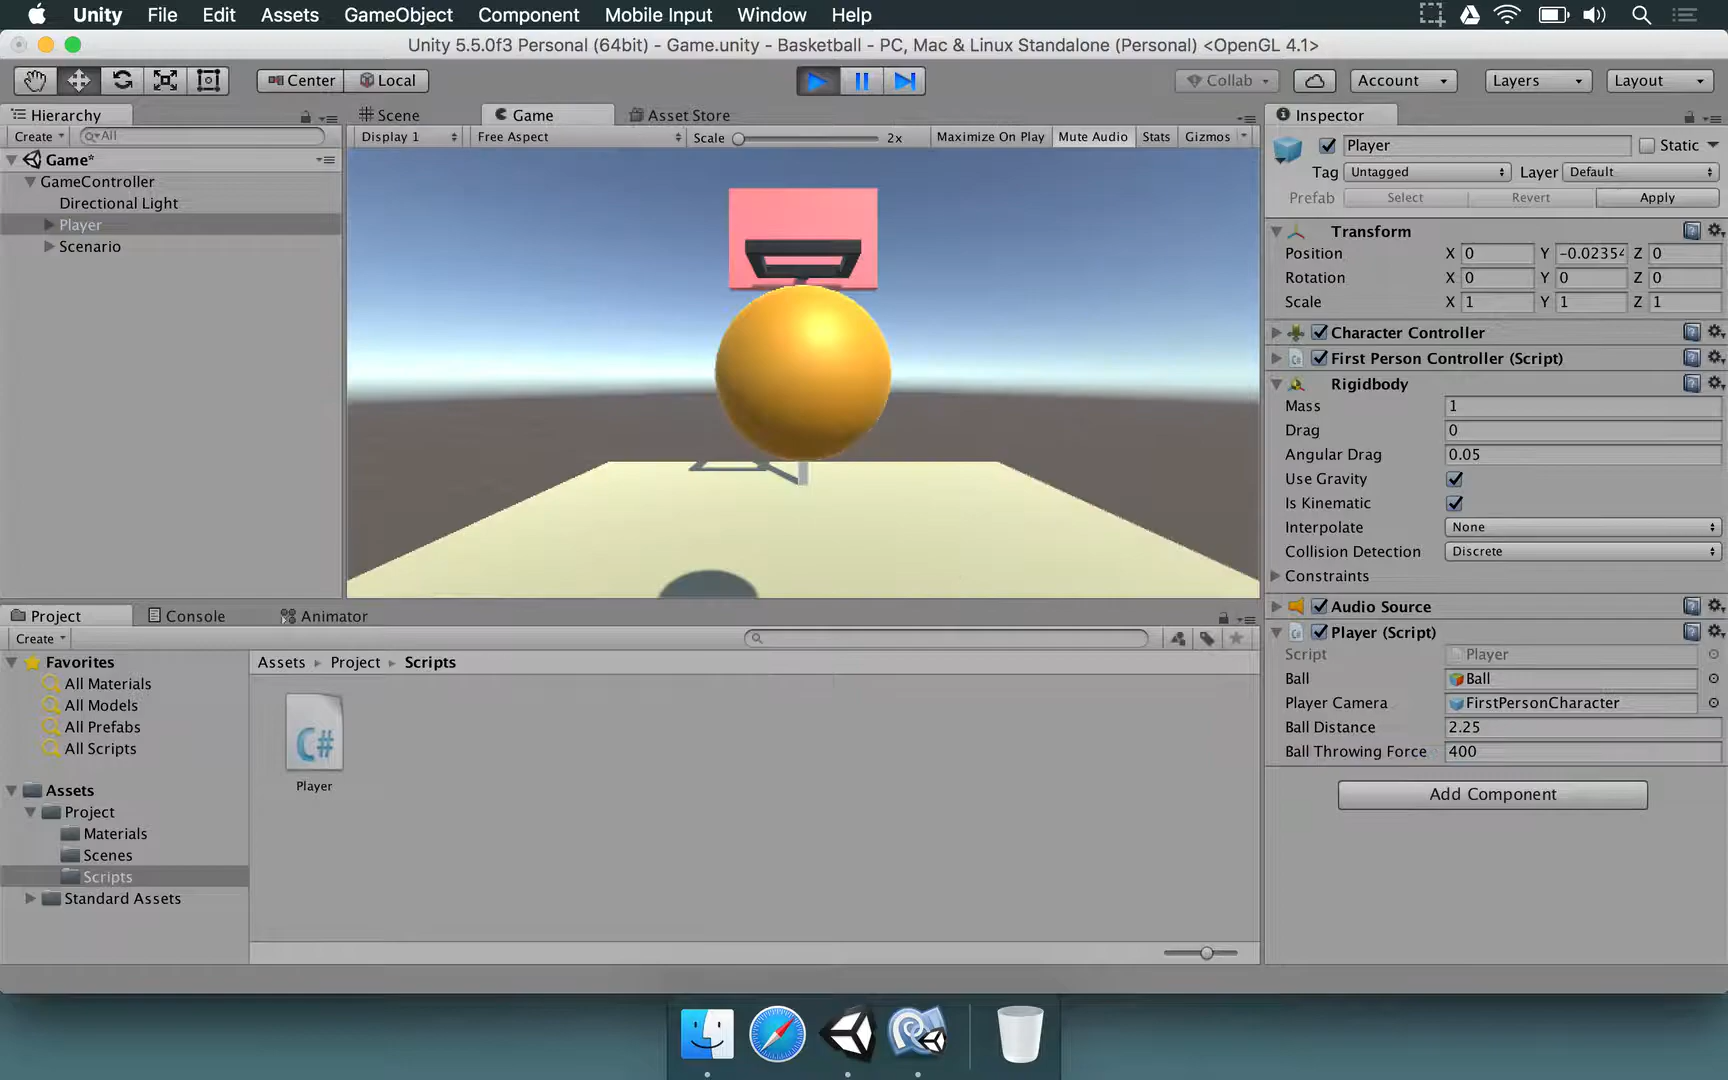 Unity File Edit Assets GameObject Component Mobile Input Window Help
Unity 5.5.0f3 Personal (64bit) - Game.unity - Basketball - PC, Mac & Linux Standalone (Personal) <OpenGL 4.1>
Center Local Collab Account Layers Layout
Hierarchy
Create All
Game*
GameController
Directional Light
Player
Scenario
Scene Game Asset Store
Display 1 Free Aspect Scale 2x Maximize On Play Mute Audio Stats Gizmos
Inspector
Player Static
Tag Untagged Layer Default
Prefab Select Revert Apply
Transform
Position X 0 Y -0.02354 Z 0
Rotation X 0 Y 0 Z 0
Scale X 1 Y 1 Z 1
Character Controller
First Person Controller (Script)
Rigidbody
Mass 1
Drag 0
Angular Drag 0.05
Use Gravity
Is Kinematic
Interpolate None
Collision Detection Discrete
Constraints
Audio Source
Player (Script)
Script Player
Ball Ball
Player Camera FirstPersonCharacter
Ball Distance 2.25
Ball Throwing Force 400
Add Component
Project Console Animator
Create
Favorites
All Materials
All Models
All Prefabs
All Scripts
Assets
Project
Materials
Scenes
Scripts
Standard Assets
Assets Project Scripts
C#
Player